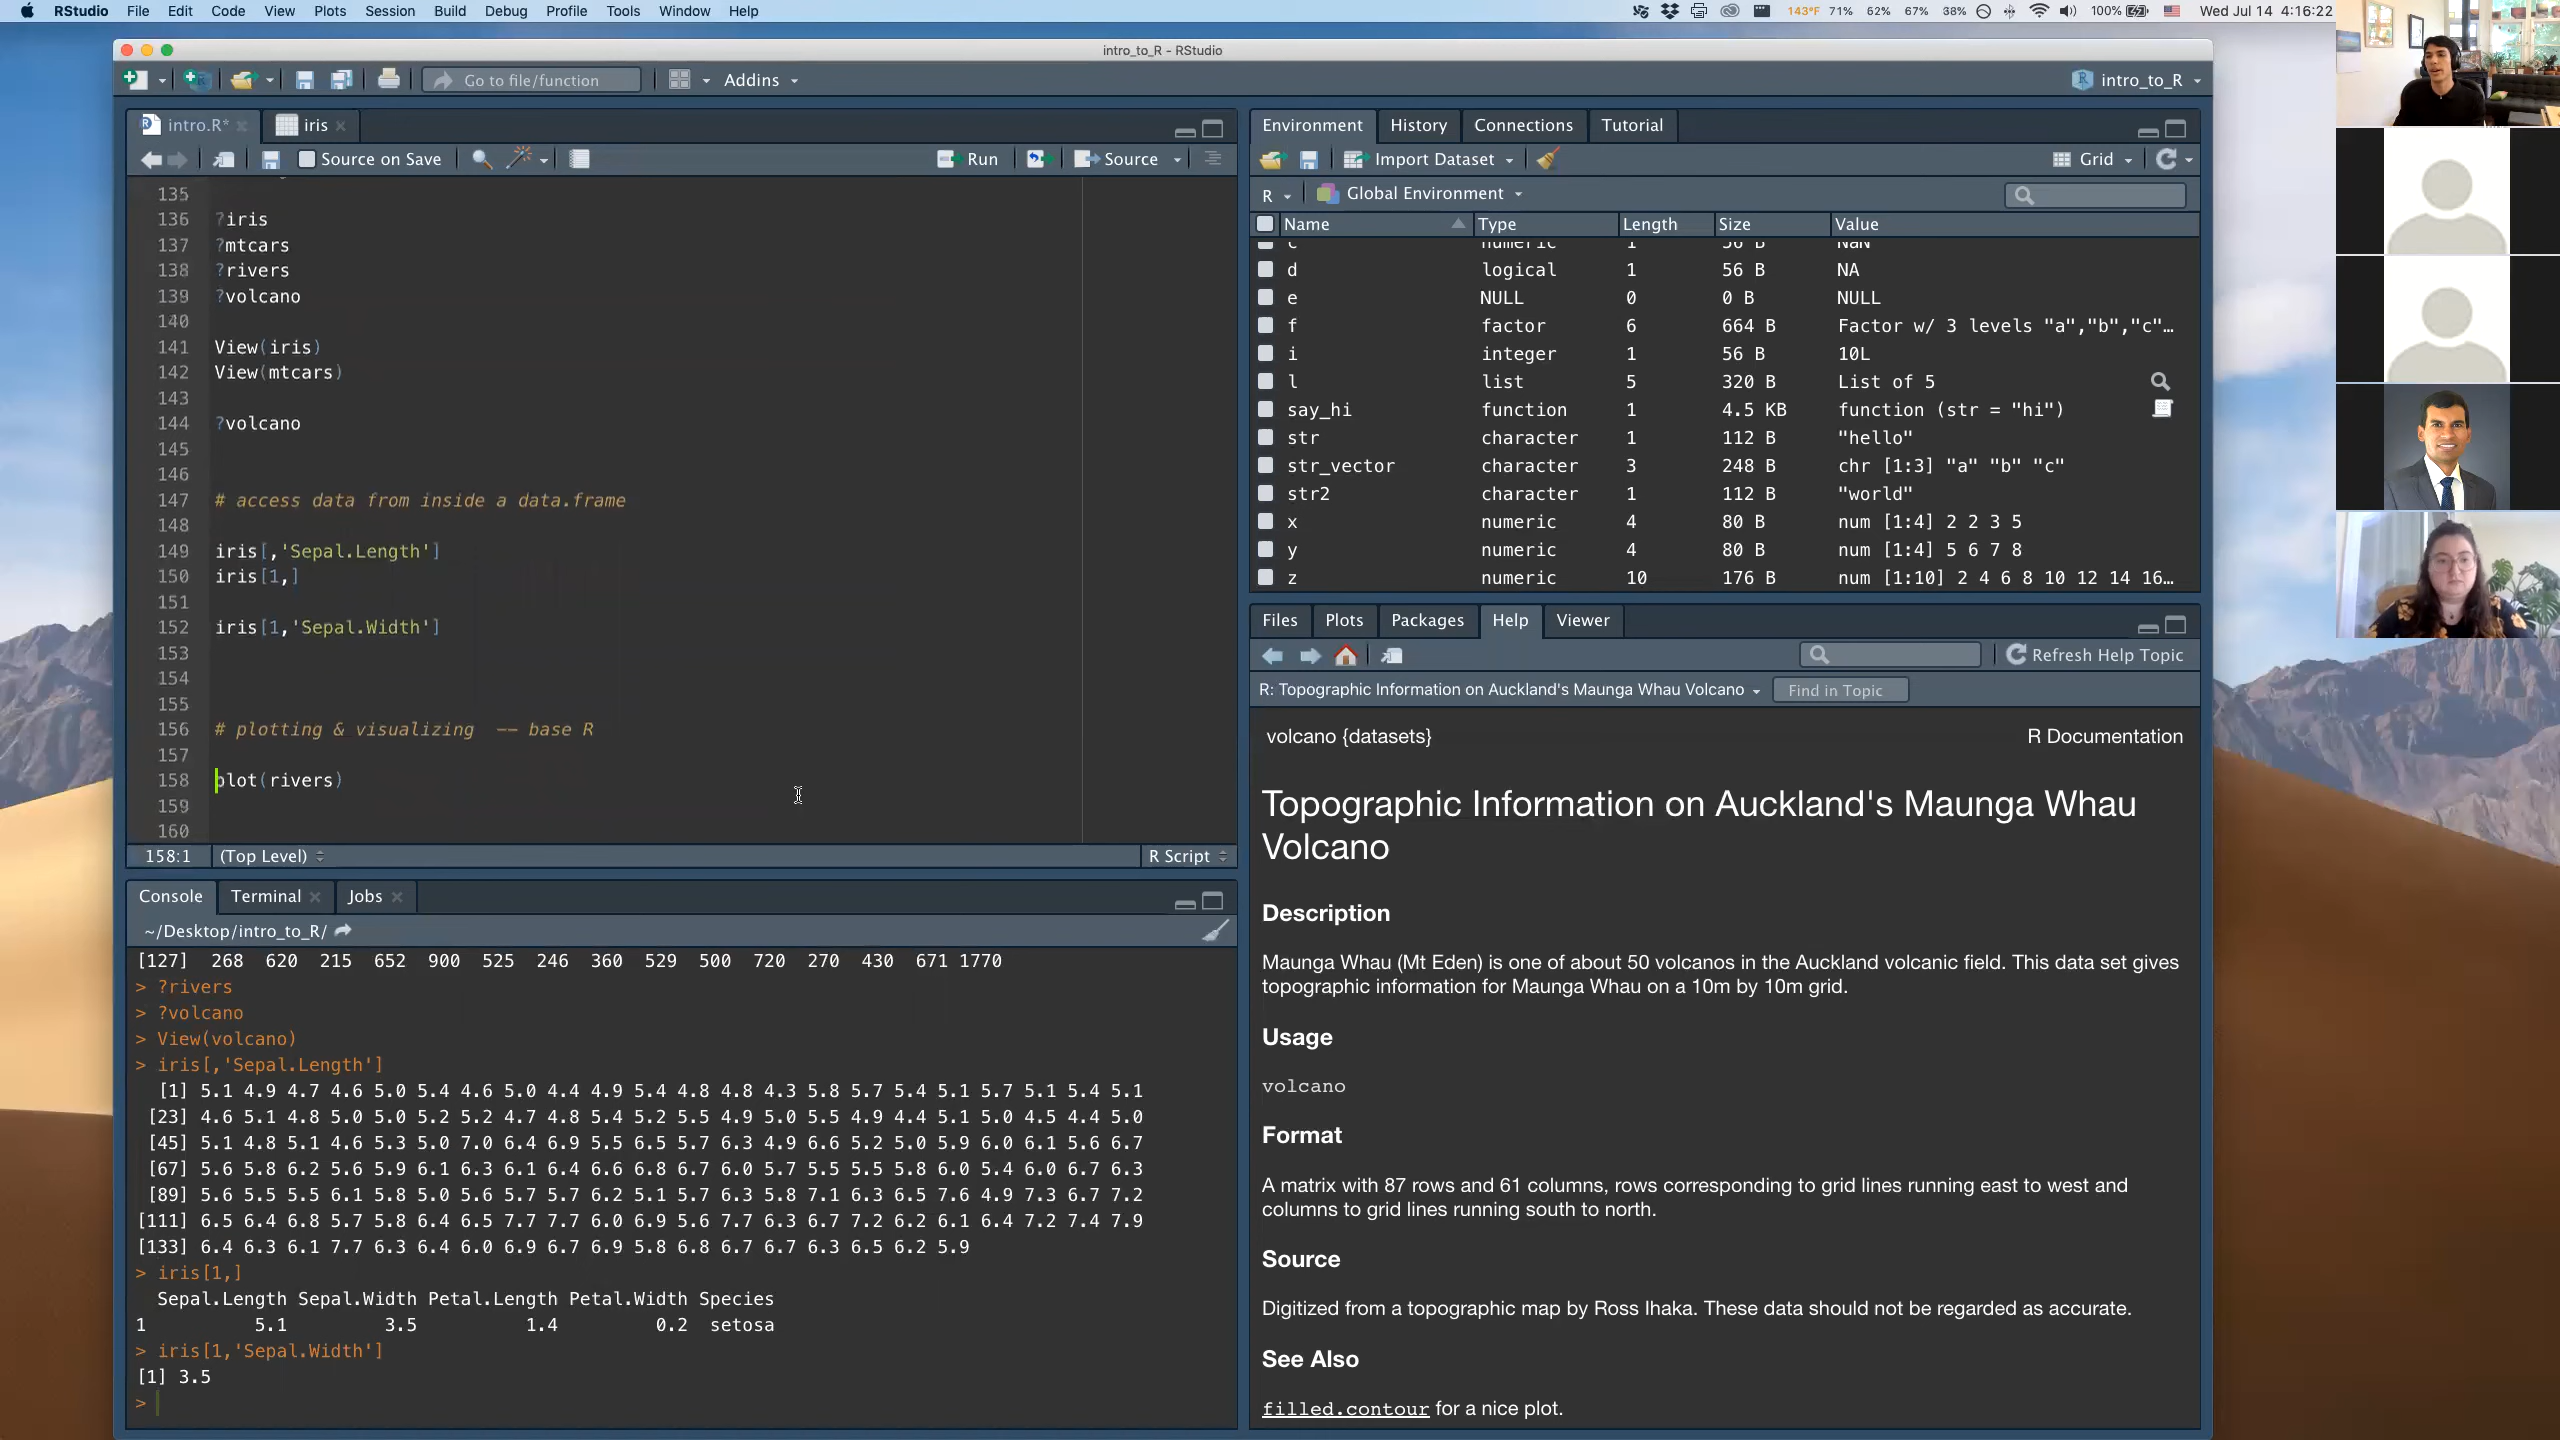 RStudio File Edit Code View Plots Session Build Debug Profile Tools Window Help
143°F 71% 62% 67% 38% 100% Wed Jul 14 4:16:22
intro_to_R - RStudio
Go to file/function Addins intro_to_R
intro.R* iris
Source on Save Run Source
135
136 ?iris
137 ?mtcars
138 ?rivers
139 ?volcano
140
141 View(iris)
142 View(mtcars)
143
144 ?volcano
145
146
147 # access data from inside a data.frame
148
149 iris[,'Sepal.Length']
150 iris[1,]
151
152 iris[1,'Sepal.Width']
153
154
155
156 # plotting & visualizing -- base R
157
158 plot(rivers)
159
160
158:1 (Top Level) R Script
Console Terminal Jobs
~/Desktop/intro_to_R/
[127] 268 620 215 652 900 525 246 360 529 500 720 270 430 671 1770
> ?rivers
> ?volcano
> View(volcano)
> iris[,'Sepal.Length']
[1] 5.1 4.9 4.7 4.6 5.0 5.4 4.6 5.0 4.4 4.9 5.4 4.8 4.8 4.3 5.8 5.7 5.4 5.1 5.7 5.1 5.4 5.1
[23] 4.6 5.1 4.8 5.0 5.0 5.2 5.2 4.7 4.8 5.4 5.2 5.5 4.9 5.0 5.5 4.9 4.4 5.1 5.0 4.5 4.4 5.0
[45] 5.1 4.8 5.1 4.6 5.3 5.0 7.0 6.4 6.9 5.5 6.5 5.7 6.3 4.9 6.6 5.2 5.0 5.9 6.0 6.1 5.6 6.7
[67] 5.6 5.8 6.2 5.6 5.9 6.1 6.3 6.1 6.4 6.6 6.8 6.7 6.0 5.7 5.5 5.5 5.8 6.0 5.4 6.0 6.7 6.3
[89] 5.6 5.5 5.5 6.1 5.8 5.0 5.6 5.7 5.7 6.2 5.1 5.7 6.3 5.8 7.1 6.3 6.5 7.6 4.9 7.3 6.7 7.2
[111] 6.5 6.4 6.8 5.7 5.8 6.4 6.5 7.7 7.7 6.0 6.9 5.6 7.7 6.3 6.7 7.2 6.2 6.1 6.4 7.2 7.4 7.9
[133] 6.4 6.3 6.1 7.7 6.3 6.4 6.0 6.9 6.7 6.9 5.8 6.8 6.7 6.7 6.3 6.5 6.2 5.9
> iris[1,]
Sepal.Length Sepal.Width Petal.Length Petal.Width Species
1 5.1 3.5 1.4 0.2 setosa
> iris[1,'Sepal.Width']
[1] 3.5
>
Environment History Connections Tutorial
Import Dataset Grid
R Global Environment
Name Type Length Size Value
c numeric 1 56 B NaN
d logical 1 56 B NA
e NULL 0 0 B NULL
f factor 6 664 B Factor w/ 3 levels "a","b","c"…
i integer 1 56 B 10L
l list 5 320 B List of 5
say_hi function 1 4.5 KB function (str = "hi")
str character 1 112 B "hello"
str_vector character 3 248 B chr [1:3] "a" "b" "c"
str2 character 1 112 B "world"
x numeric 4 80 B num [1:4] 2 2 3 5
y numeric 4 80 B num [1:4] 5 6 7 8
z numeric 10 176 B num [1:10] 2 4 6 8 10 12 14 16…
Files Plots Packages Help Viewer
Refresh Help Topic
R: Topographic Information on Auckland's Maunga Whau Volcano Find in Topic
volcano {datasets} R Documentation
Topographic Information on Auckland's Maunga Whau
Volcano
Description
Maunga Whau (Mt Eden) is one of about 50 volcanos in the Auckland volcanic field. This data set gives
topographic information for Maunga Whau on a 10m by 10m grid.
Usage
volcano
Format
A matrix with 87 rows and 61 columns, rows corresponding to grid lines running east to west and
columns to grid lines running south to north.
Source
Digitized from a topographic map by Ross Ihaka. These data should not be regarded as accurate.
See Also
filled.contour for a nice plot.